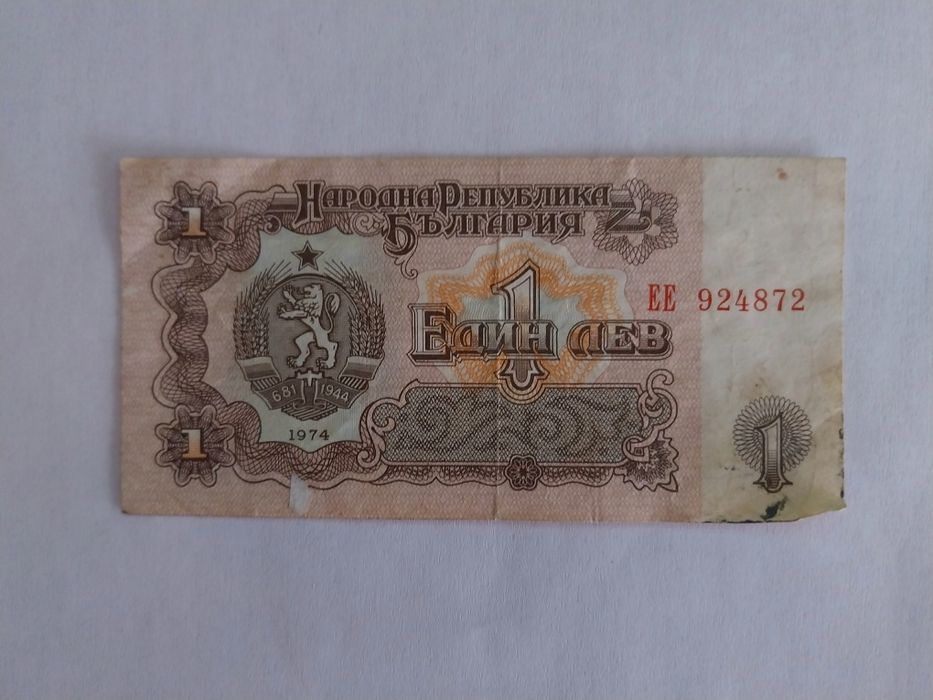 1
НАРОДНА РЕПУБЛИКА
БЪЛГАРИЯ
1
ЕЕ 924872
ЕДИН ЛЕВ
681 1944
1974
1
1